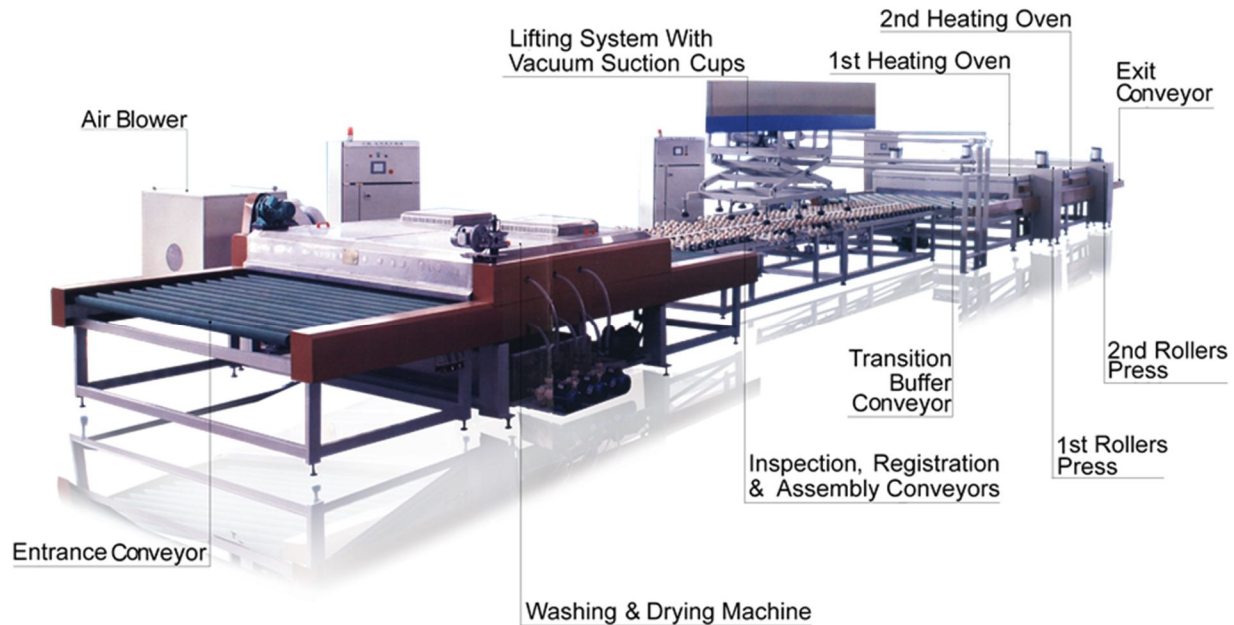 2nd Heating Oven
Lifting System With
Vacuum Suction Cups
1st Heating Oven
Exit
Conveyor
Air Blower
Transition
Buffer
Conveyor
2nd Rollers
Press
1st Rollers
Press
Inspection, Registration
& Assembly Conveyors
Entrance Conveyor
Washing & Drying Machine